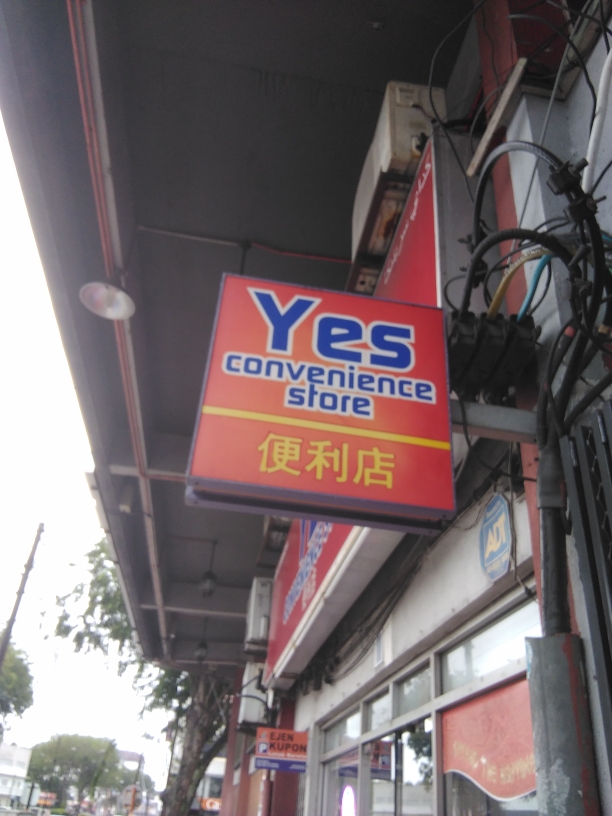 Yes
convenience
store
便利店
ADT
EJEN
KUPON